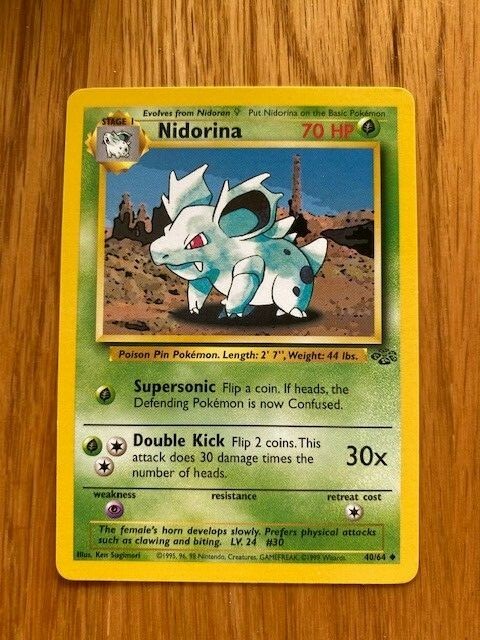 Evolves from Nidoran ♀ Put Nidorina on the Basic Pokémon
STAGE 1
Nidorina 70 HP
Poison Pin Pokémon. Length: 2' 7", Weight: 44 lbs.
Supersonic Flip a coin. If heads, the
Defending Pokémon is now Confused.
Double Kick Flip 2 coins. This
attack does 30 damage times the
number of heads.
30x
weakness resistance retreat cost
The female's horn develops slowly. Prefers physical attacks
such as clawing and biting. LV. 24 #30
Illus. Ken Sugimori ©1995, 96, 98 Nintendo, Creatures, GAMEFREAK. ©1999 Wizards. 40/64 ◆